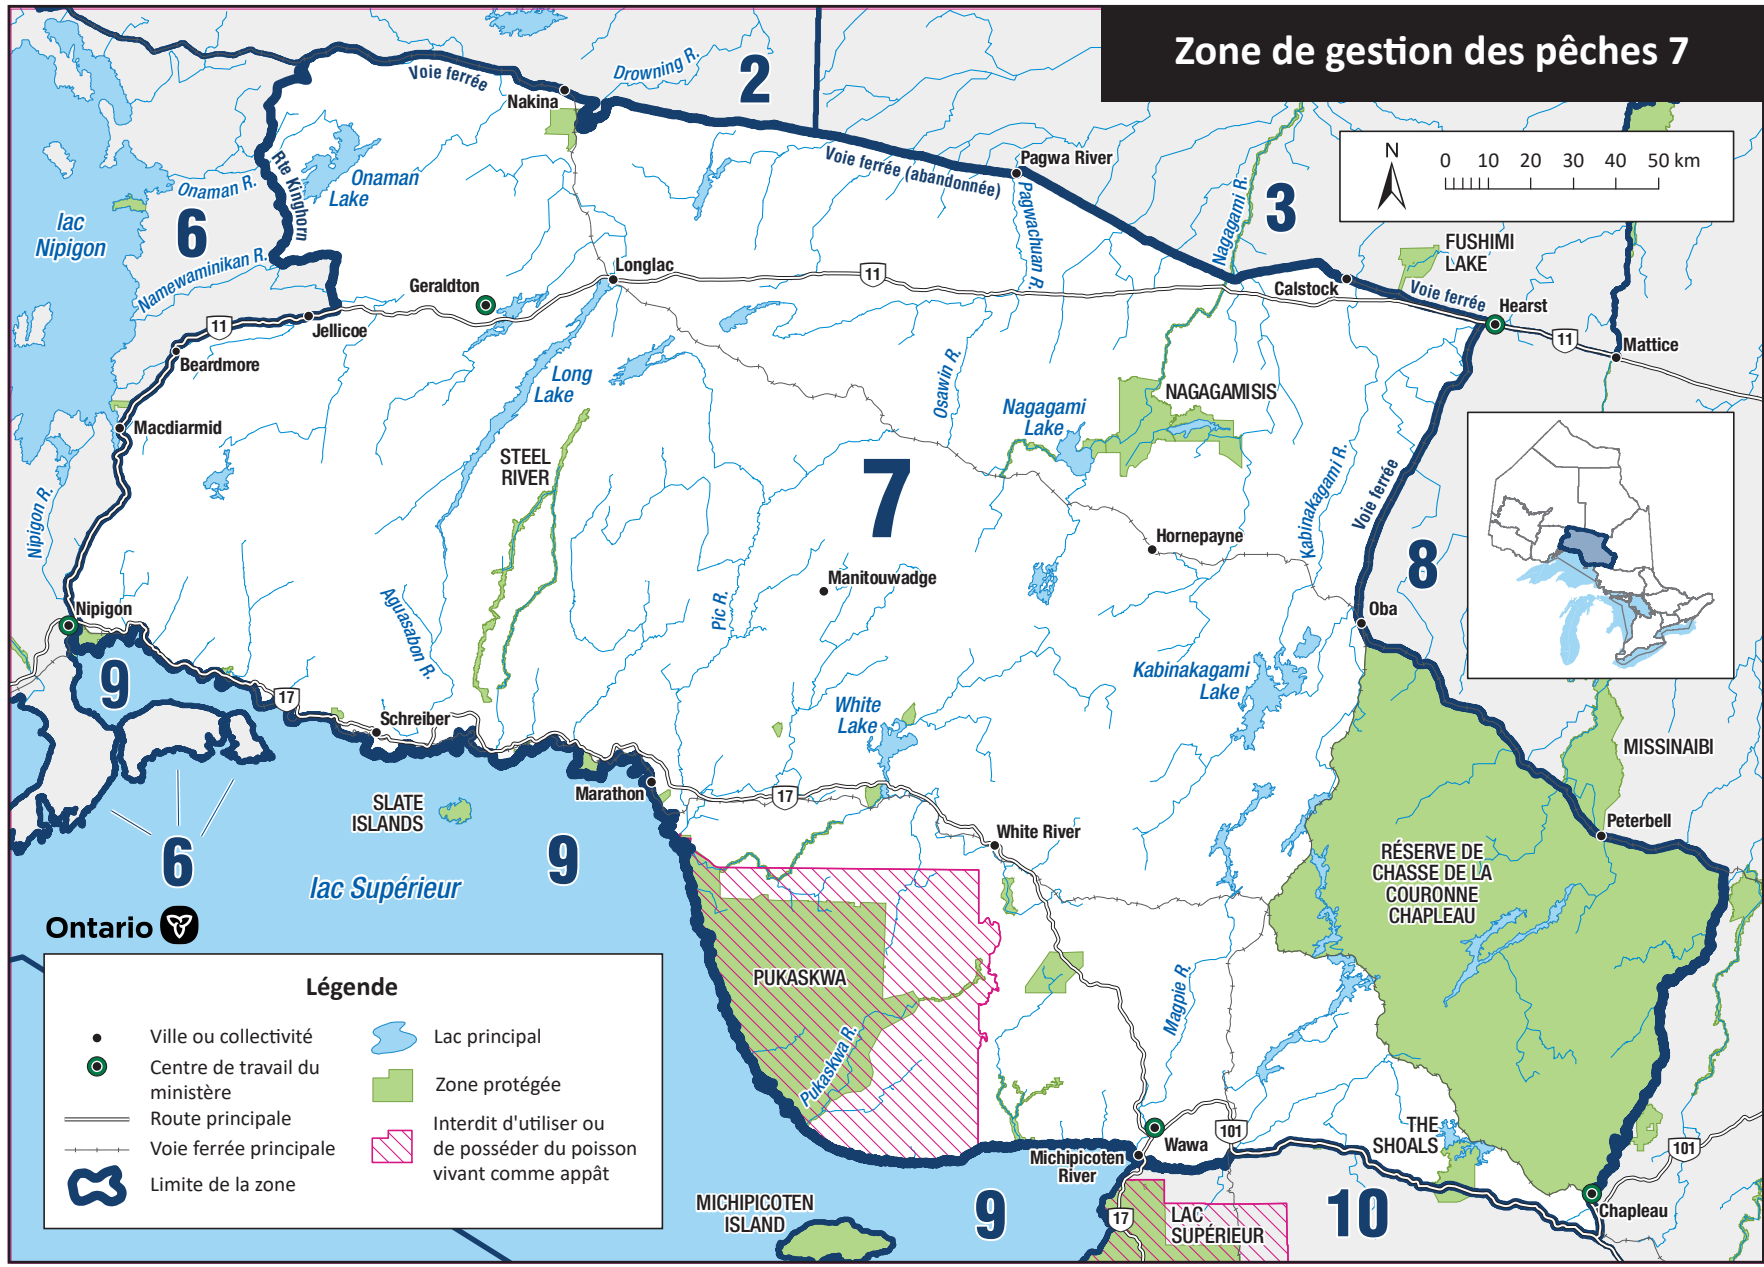 Zone de gestion des pêches 7
N
0 10 20 30 40 50 km
Voie ferrée
Drowning R.
2
Nakina
Voie ferrée (abandonnée)
Pagwa River
Pagwachuan R.
Nagagami R.
3
FUSHIMI
LAKE
Rte Kinghorn
Onaman
Lake
Onaman R.
6
lac
Nipigon
Namewaminikan R.
Geraldton
Longlac
11
Calstock
Voie ferrée
Hearst
11
Mattice
Jellicoe
11
Beardmore
Macdiarmid
Long
Lake
STEEL
RIVER
Osawin R.
Nagagami
Lake
NAGAGAMISIS
7
Kabinakagami R.
Voie ferrée
8
Nipigon R.
Hornepayne
Manitouwadge
Pic R.
Aguasabon R.
Nipigon
9
17
Schreiber
Oba
Kabinakagami
Lake
White
Lake
MISSINAIBI
Marathon
17
SLATE
ISLANDS
6
9
lac Supérieur
White River
Peterbell
RÉSERVE DE
CHASSE DE LA
COURONNE
CHAPLEAU
PUKASKWA
Pukaskwa R.
Magpie R.
THE
SHOALS
Wawa
101
Michipicoten
River
101
Chapleau
MICHIPICOTEN
ISLAND
9
17
LAC
SUPÉRIEUR
10
Ontario
Légende
Ville ou collectivité
Centre de travail du
ministère
Route principale
Voie ferrée principale
Limite de la zone
Lac principal
Zone protégée
Interdit d'utiliser ou
de posséder du poisson
vivant comme appât